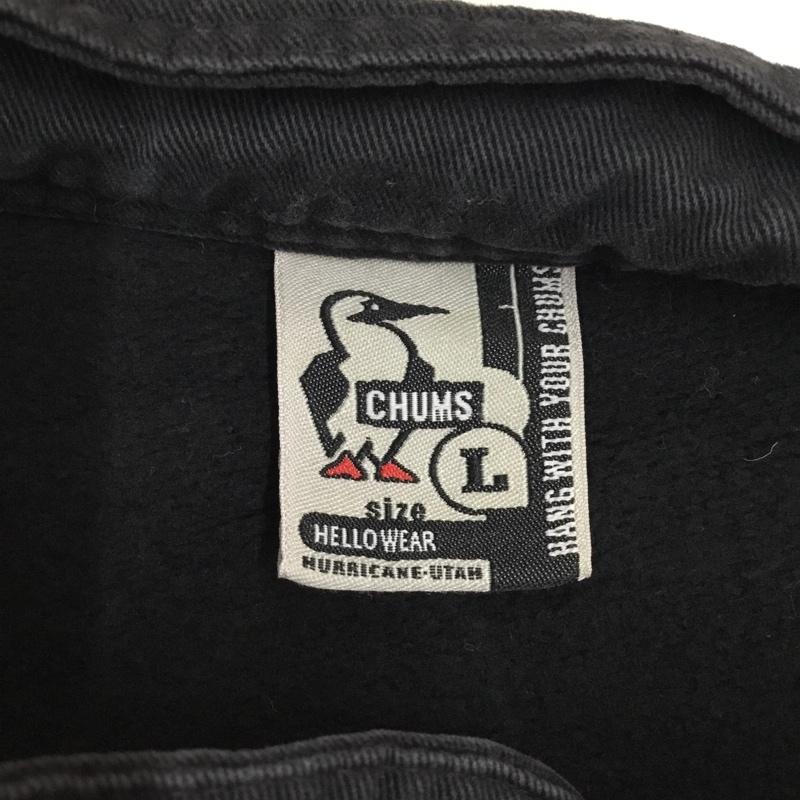 CHUMS
L
size
HELLO WEAR
HURRICANE-UTAH
HANG WITH YOUR CHUMS